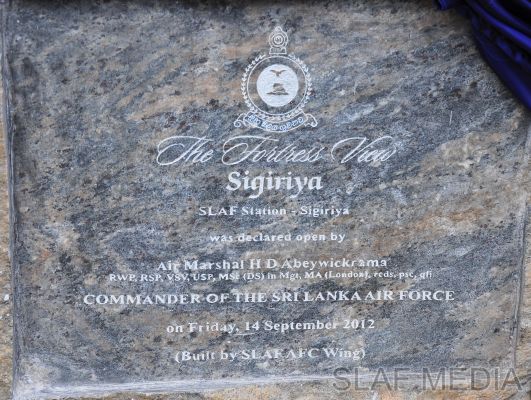 The Fortress View
Sigiriya
SLAF Station - Sigiriya
was declared open by
Air Marshal H D Abeywickrama
RWP, RSP, VSV, USP, MSc (DS) in Mgt, MA (London), rcds, psc, qfi
COMMANDER OF THE SRI LANKA AIR FORCE
on Friday, 14 September 2012
(Built by SLAF AFC Wing)
SLAF MEDIA